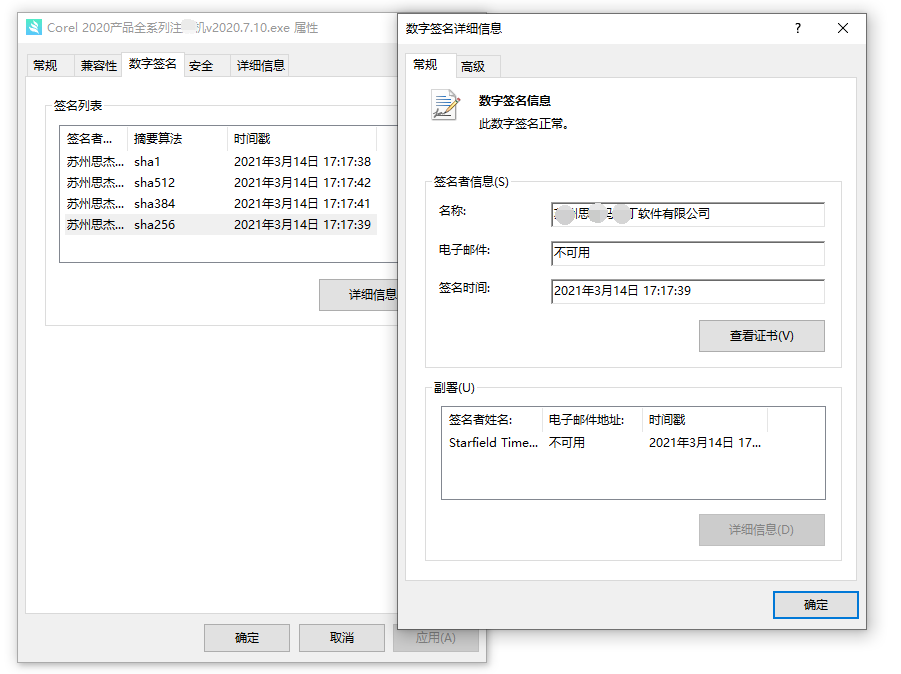 Corel 2020产品全系列注 机v2020.7.10.exe 属性
常规 兼容性 数字签名 安全 详细信息
签名列表
签名者... 摘要算法 时间戳
苏州思杰... sha1 2021年3月14日 17:17:38
苏州思杰... sha512 2021年3月14日 17:17:42
苏州思杰... sha384 2021年3月14日 17:17:41
苏州思杰... sha256 2021年3月14日 17:17:39
详细信息
确定 取消 应用(A)
数字签名详细信息 ?
常规 高级
数字签名信息
此数字签名正常。
签名者信息(S)
名称: 思 丁软件有限公司
电子邮件: 不可用
签名时间: 2021年3月14日 17:17:39
查看证书(V)
副署(U)
签名者姓名: 电子邮件地址: 时间戳
Starfield Time... 不可用 2021年3月14日 17...
详细信息(D)
确定